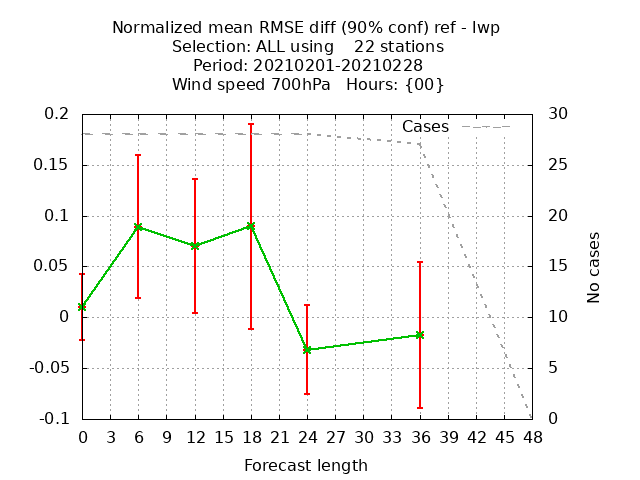 Normalized mean RMSE diff (90% conf) ref - lwp
Selection: ALL using    22 stations
Period: 20210201-20210228
Wind speed 700hPa   Hours: {00}
0.2
0.15
0.1
0.05
0
-0.05
-0.1
Cases
30
25
20
15
10
5
0
No cases
0 3 6 9 12 15 18 21 24 27 30 33 36 39 42 45 48
Forecast length